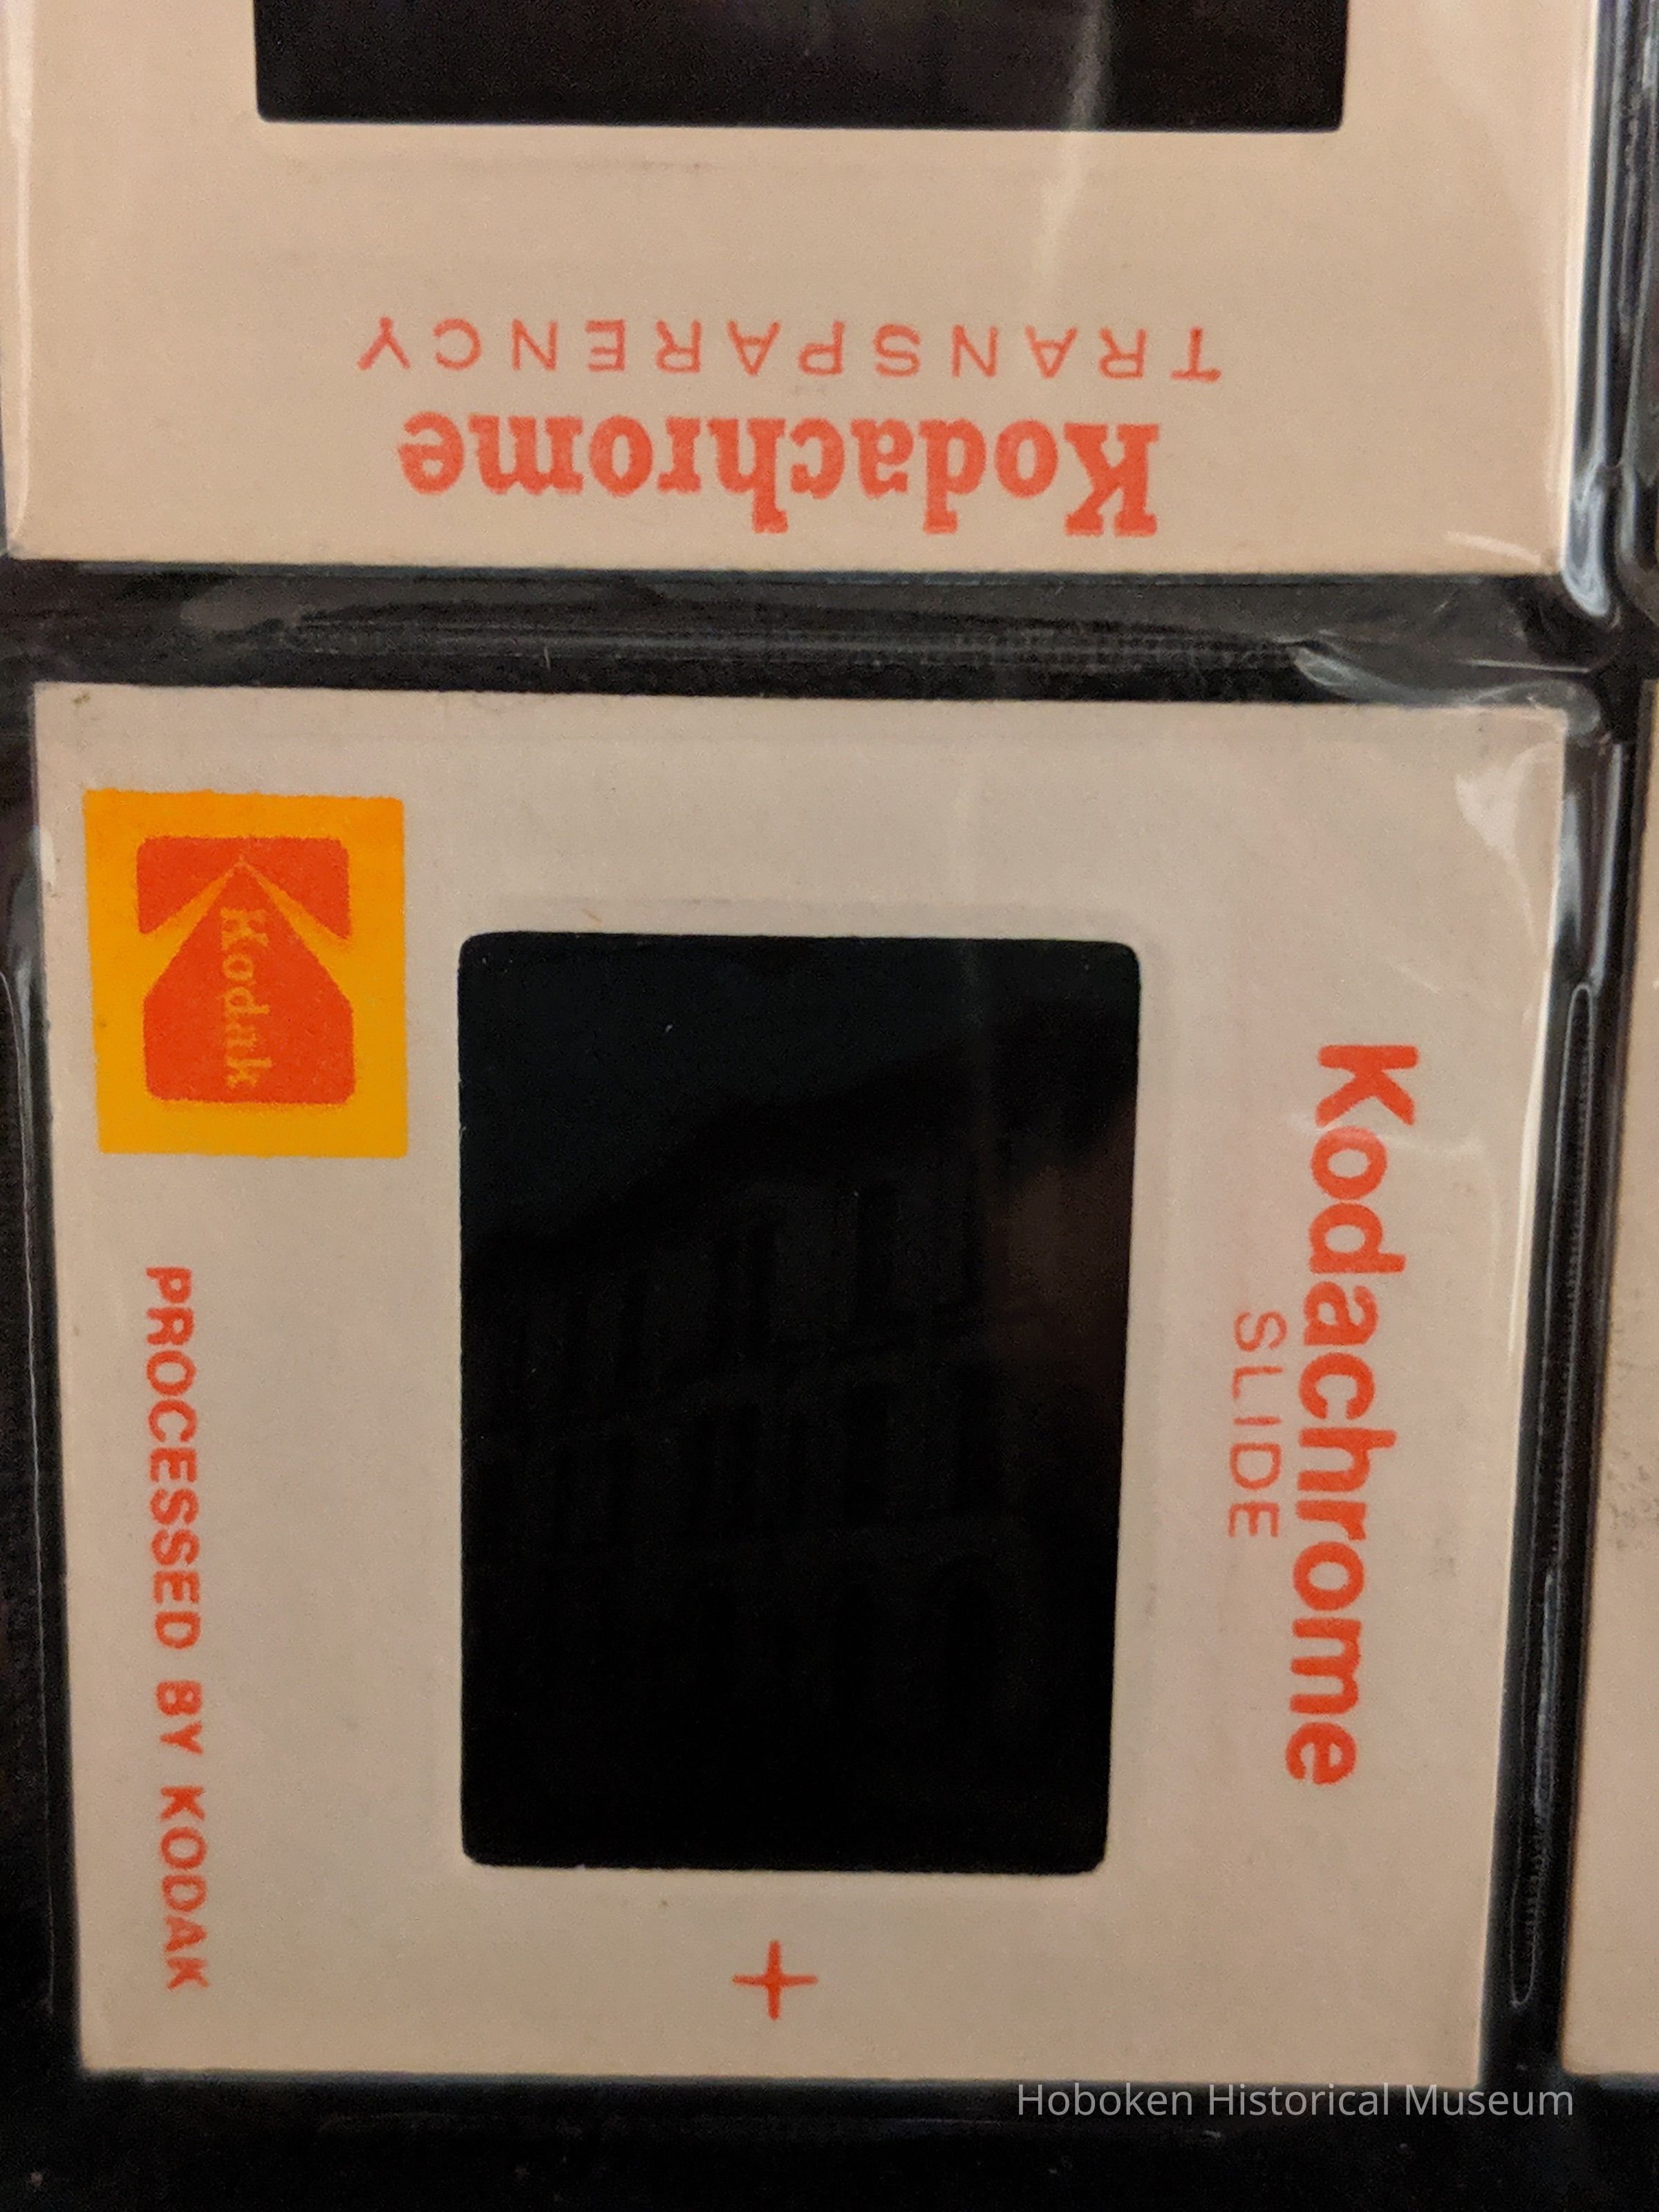 Kodachrome
TRANSPARENCY
Kodak
Kodachrome
SLIDE
PROCESSED BY KODAK
Hoboken Historical Museum